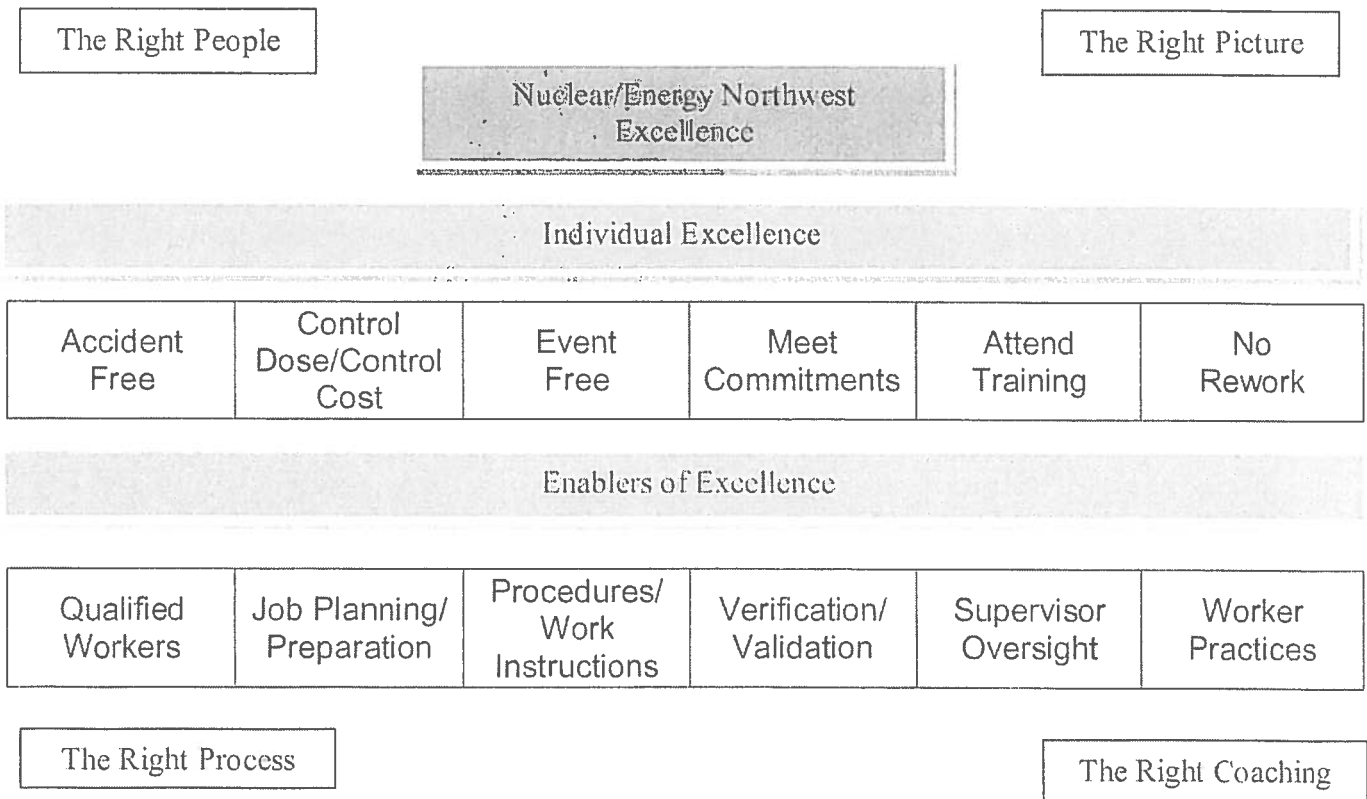 The Right People
The Right Picture
Nuclear/Energy Northwest
Excellence
Individual Excellence
Accident
Free
Control
Dose/Control
Cost
Event
Free
Meet
Commitments
Attend
Training
No
Rework
Enablers of Excellence
Qualified
Workers
Job Planning/
Preparation
Procedures/
Work
Instructions
Verification/
Validation
Supervisor
Oversight
Worker
Practices
The Right Process
The Right Coaching